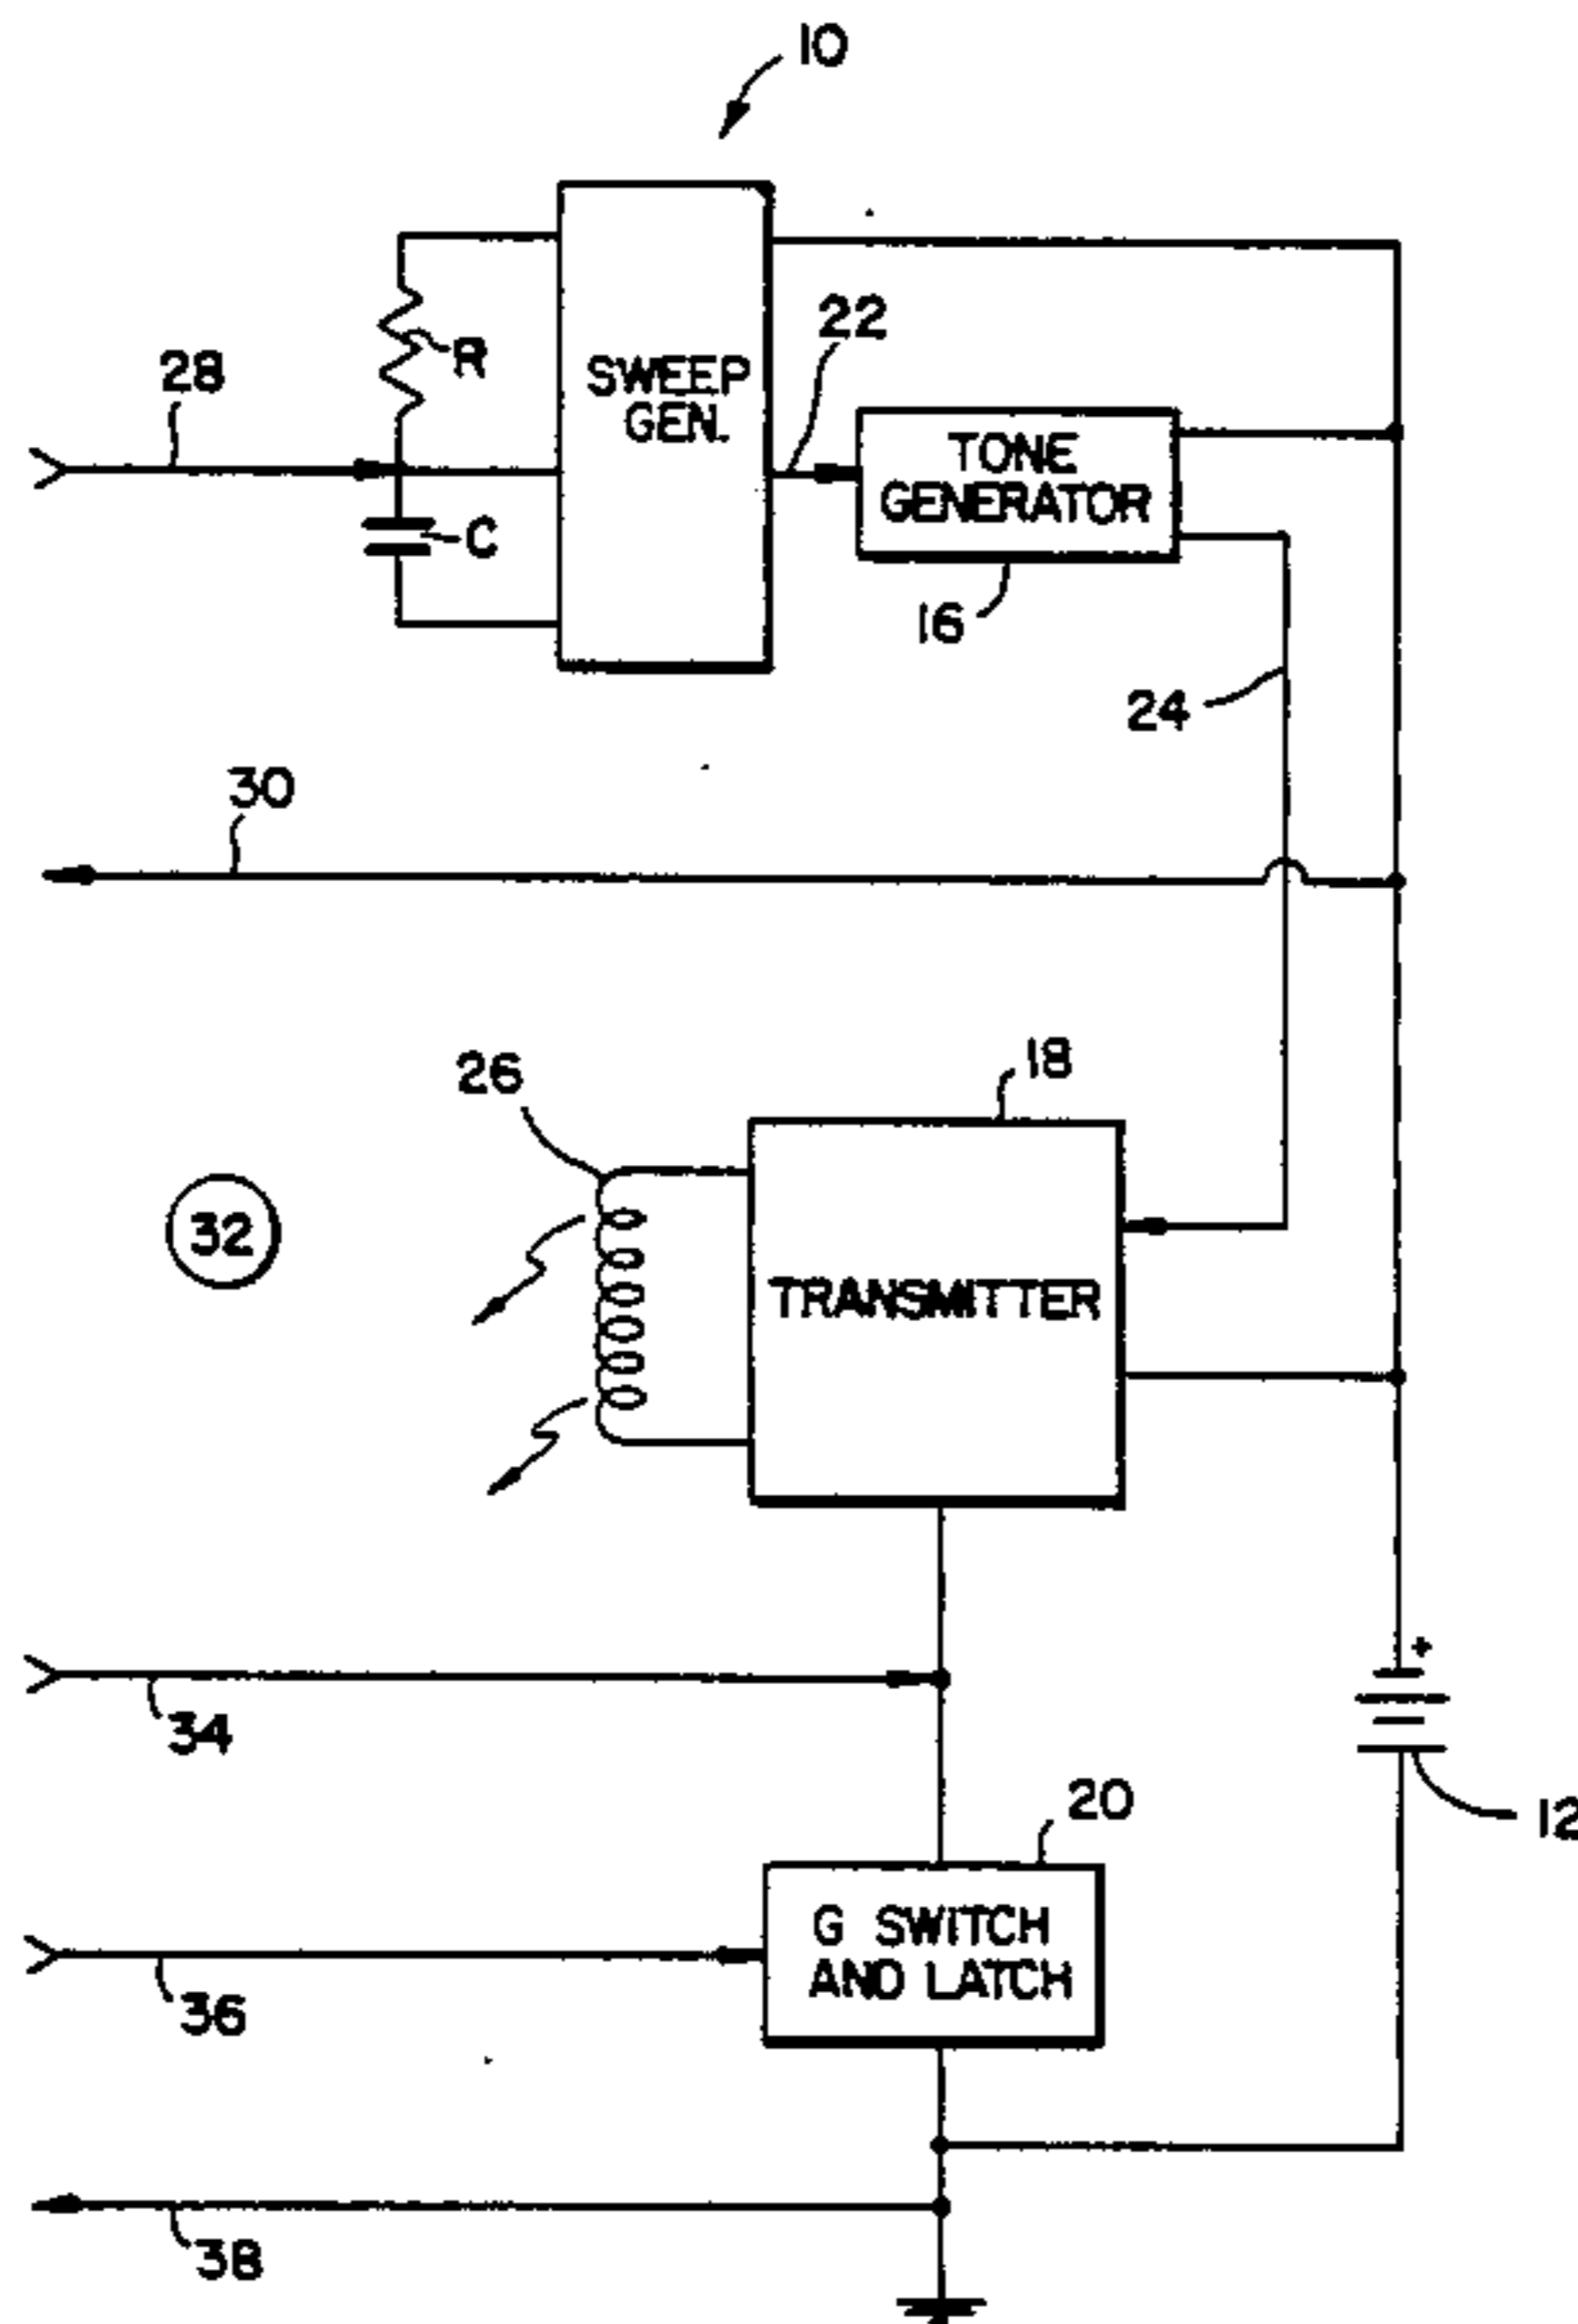 10
28
R
SWEEP
GEN.
22
TONE
GENERATOR
C
16
24
30
26
18
32
TRANSMITTER
34
+
20
12
G SWITCH
AND LATCH
36
38